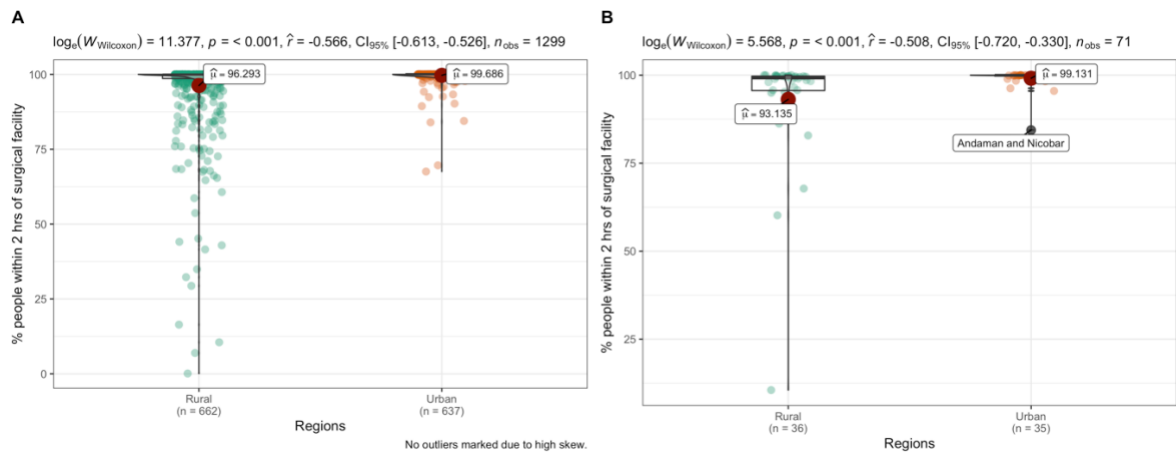 A
logₑ(W_Wilcoxon) = 11.377, p = < 0.001, r̂ = -0.566, CI₉₅% [-0.613, -0.526], n_obs = 1299
% people within 2 hrs of surgical facility
100
75
50
25
0
μ̂ = 96.293
μ̂ = 99.686
Rural
(n = 662)
Urban
(n = 637)
Regions
No outliers marked due to high skew.
B
logₑ(W_Wilcoxon) = 5.568, p = < 0.001, r̂ = -0.508, CI₉₅% [-0.720, -0.330], n_obs = 71
% people within 2 hrs of surgical facility
100
75
50
25
μ̂ = 93.135
μ̂ = 99.131
Andaman and Nicobar
Rural
(n = 36)
Urban
(n = 35)
Regions